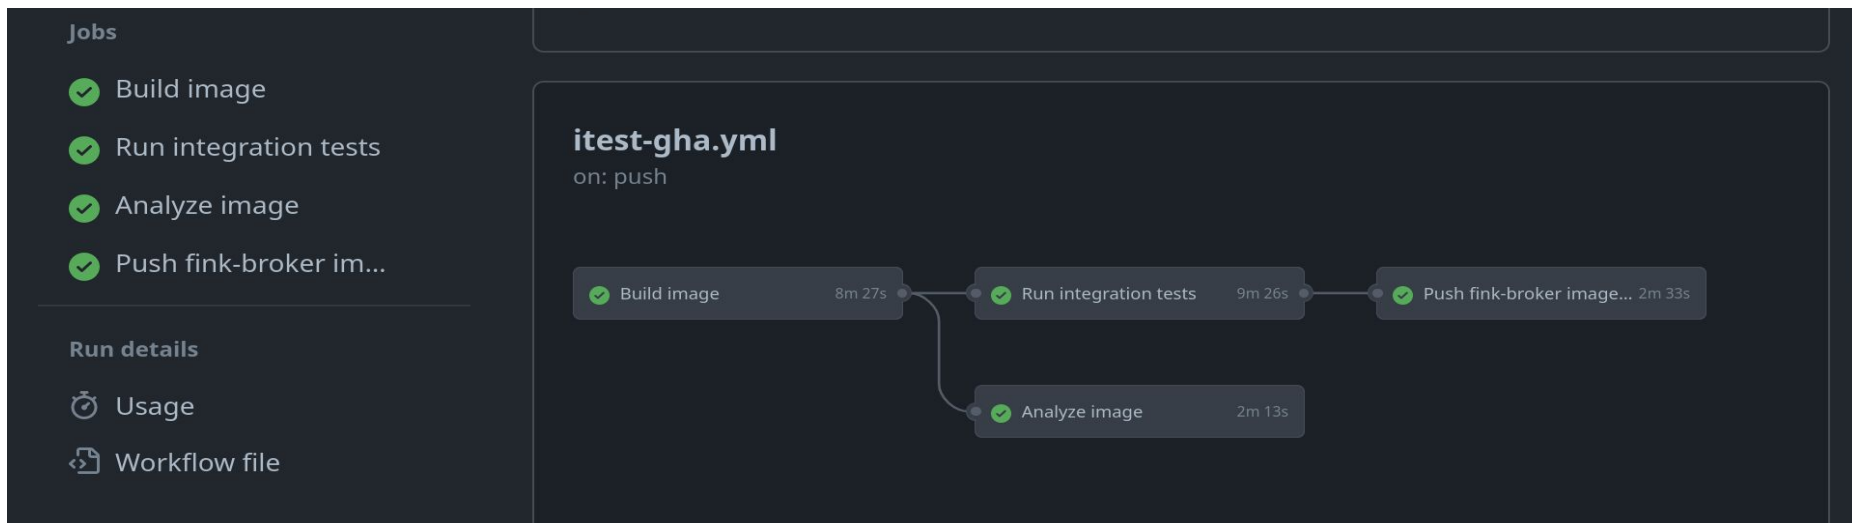 Jobs
Build image
Run integration tests
Analyze image
Push fink-broker im...
Run details
Usage
Workflow file
itest-gha.yml
on: push
Build image 8m 27s
Run integration tests 9m 26s
Push fink-broker image... 2m 33s
Analyze image 2m 13s